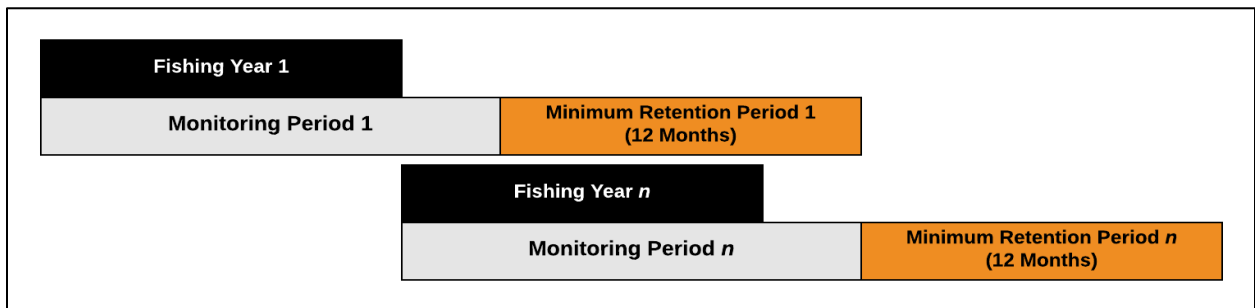 Fishing Year 1
Monitoring Period 1
Minimum Retention Period 1
(12 Months)
Fishing Year n
Monitoring Period n
Minimum Retention Period n
(12 Months)